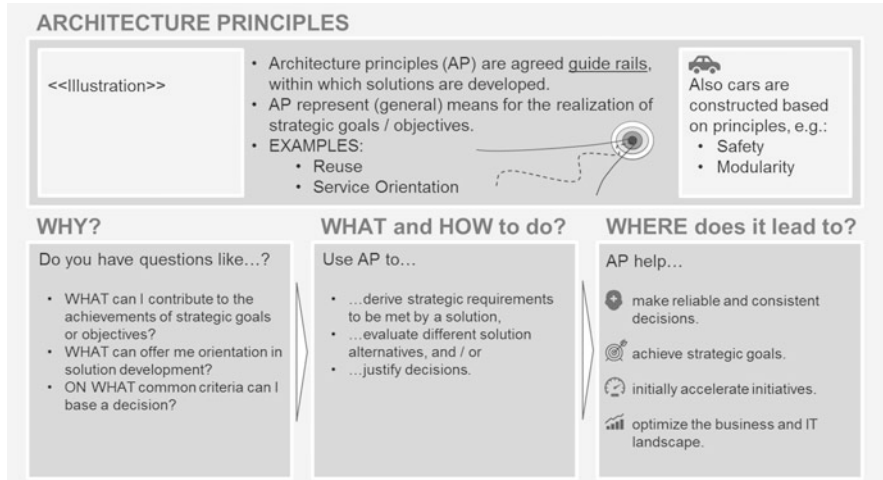 ARCHITECTURE PRINCIPLES
<<Illustration>>
• Architecture principles (AP) are agreed guide rails,
within which solutions are developed.
• AP represent (general) means for the realization of
strategic goals / objectives.
• EXAMPLES:
• Reuse
• Service Orientation
Also cars are
constructed based
on principles, e.g.:
• Safety
• Modularity
WHY?
Do you have questions like…?
• WHAT can I contribute to the
achievements of strategic goals
or objectives?
• WHAT can offer me orientation in
solution development?
• ON WHAT common criteria can I
base a decision?
WHAT and HOW to do?
Use AP to…
• …derive strategic requirements
to be met by a solution,
• …evaluate different solution
alternatives, and / or
• …justify decisions.
WHERE does it lead to?
AP help…
make reliable and consistent
decisions.
achieve strategic goals.
initially accelerate initiatives.
optimize the business and IT
landscape.